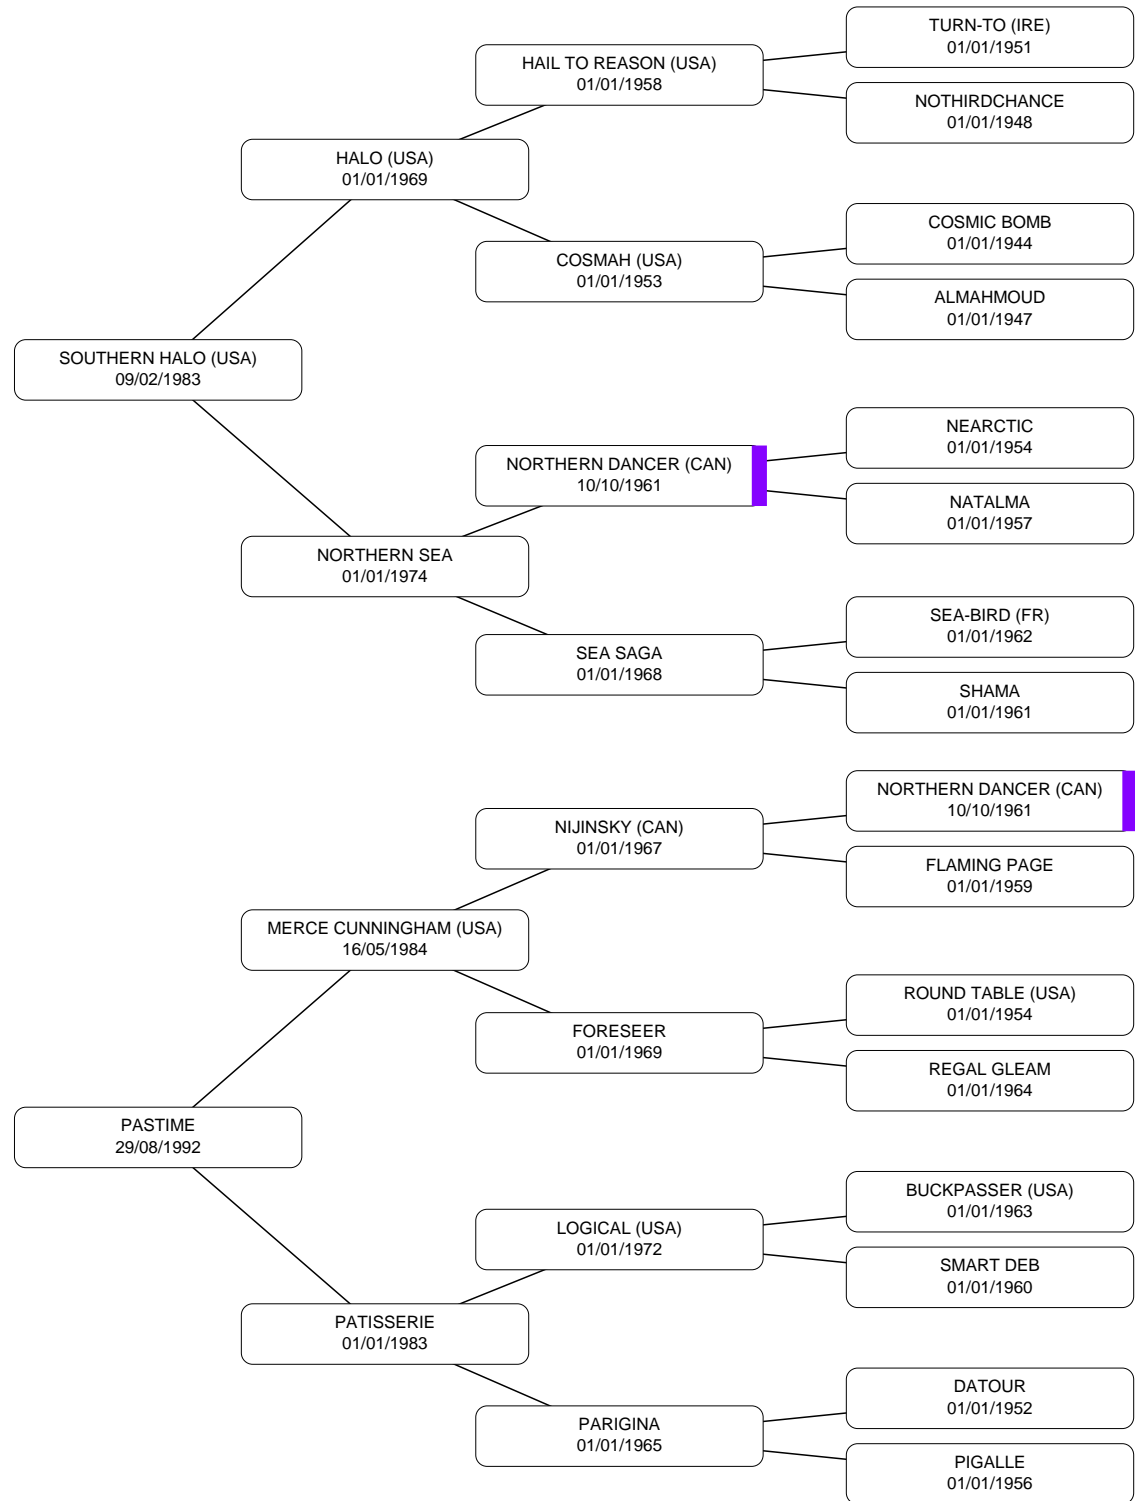 TURN-TO (IRE)
01/01/1951
HAIL TO REASON (USA)
01/01/1958
NOTHIRDCHANCE
01/01/1948
HALO (USA)
01/01/1969
COSMIC BOMB
01/01/1944
COSMAH (USA)
01/01/1953
ALMAHMOUD
01/01/1947
SOUTHERN HALO (USA)
09/02/1983
NEARCTIC
01/01/1954
NORTHERN DANCER (CAN)
10/10/1961
NATALMA
01/01/1957
NORTHERN SEA
01/01/1974
SEA-BIRD (FR)
01/01/1962
SEA SAGA
01/01/1968
SHAMA
01/01/1961
NORTHERN DANCER (CAN)
10/10/1961
NIJINSKY (CAN)
01/01/1967
FLAMING PAGE
01/01/1959
MERCE CUNNINGHAM (USA)
16/05/1984
ROUND TABLE (USA)
01/01/1954
FORESEER
01/01/1969
REGAL GLEAM
01/01/1964
PASTIME
29/08/1992
BUCKPASSER (USA)
01/01/1963
LOGICAL (USA)
01/01/1972
SMART DEB
01/01/1960
PATISSERIE
01/01/1983
DATOUR
01/01/1952
PARIGINA
01/01/1965
PIGALLE
01/01/1956